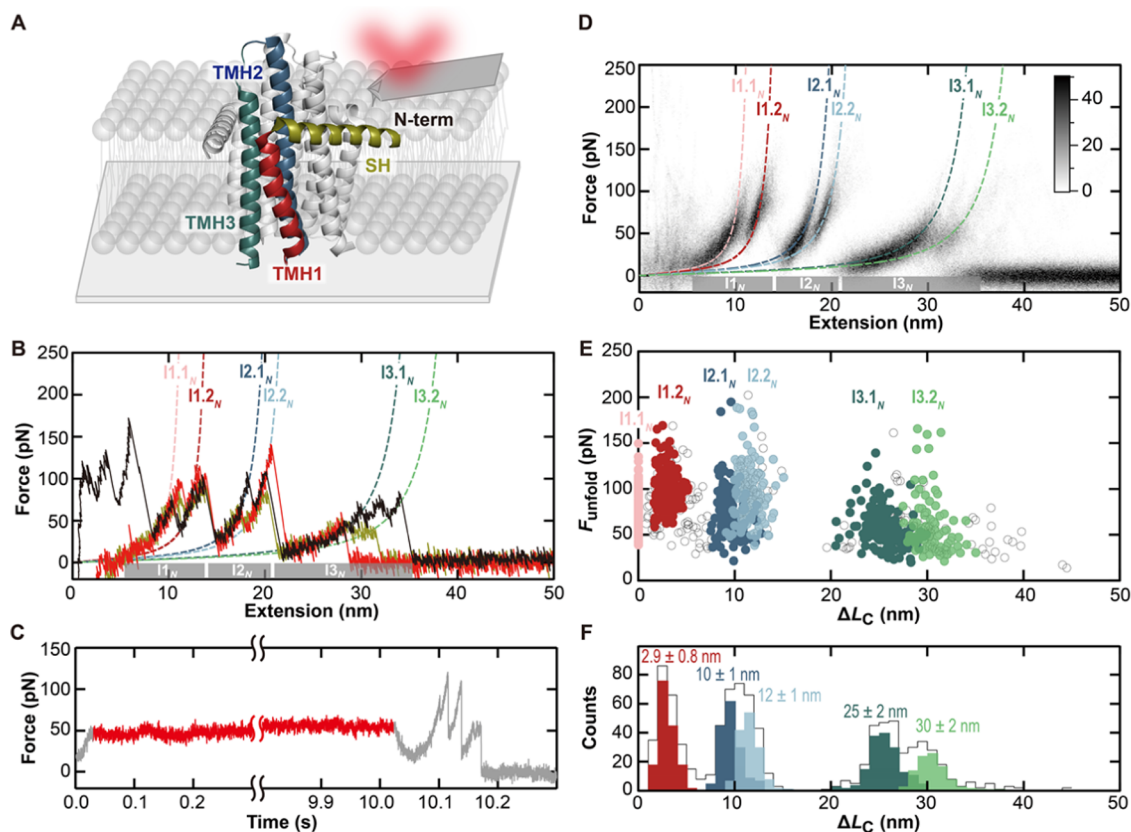 A
TMH2
N-term
SH
TMH3
TMH1
B
250
200
150
100
50
0
Force (pN)
I1.1N
I1.2N
I2.1N
I2.2N
I3.1N
I3.2N
I1N
I2N
I3N
0 10 20 30 40 50
Extension (nm)
C
150
100
50
0
Force (pN)
0.0 0.1 0.2 9.9 10.0 10.1 10.2
Time (s)
D
250
200
150
100
50
0
Force (pN)
I1.1N
I1.2N
I2.1N
I2.2N
I3.1N
I3.2N
40
20
0
I1N
I2N
I3N
0 10 20 30 40 50
Extension (nm)
E
250
200
150
100
50
0
Funfold (pN)
I1.1N
I1.2N
I2.1N
I2.2N
I3.1N
I3.2N
0 10 20 30 40 50
ΔLC (nm)
F
80
60
40
20
0
Counts
2.9 ± 0.8 nm
10 ± 1 nm
12 ± 1 nm
25 ± 2 nm
30 ± 2 nm
0 10 20 30 40 50
ΔLC (nm)